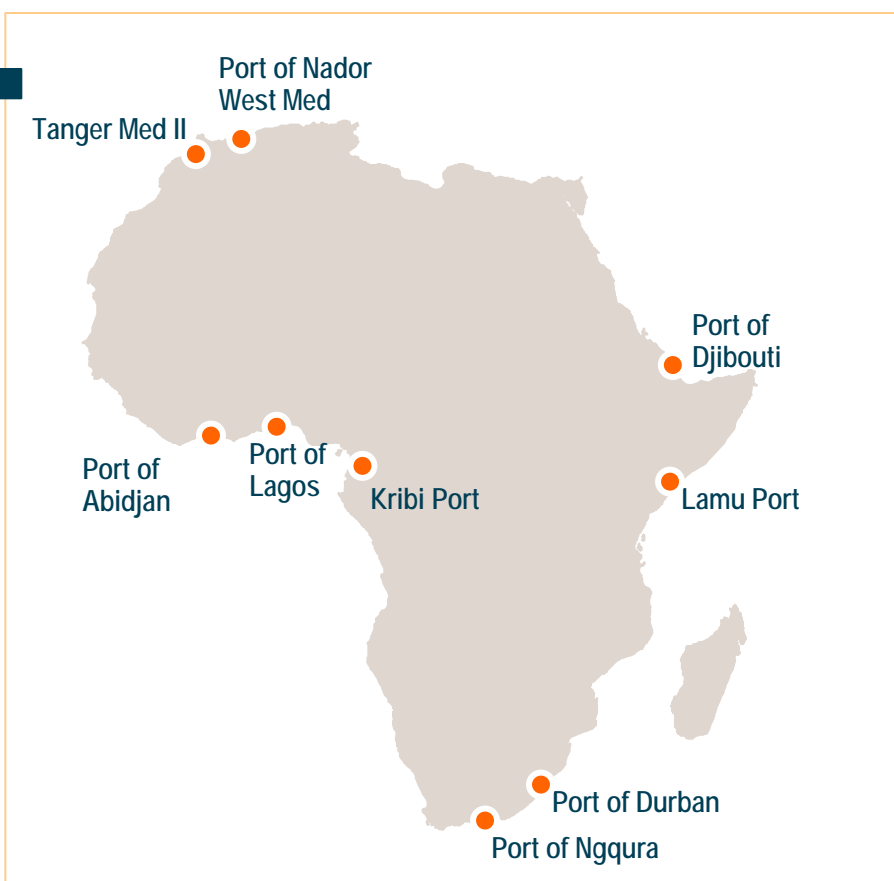 Port of Nador
West Med
Tanger Med II
Port of
Djibouti
Port of
Lagos
Port of
Abidjan
Kribi Port
Lamu Port
Port of Durban
Port of Ngqura